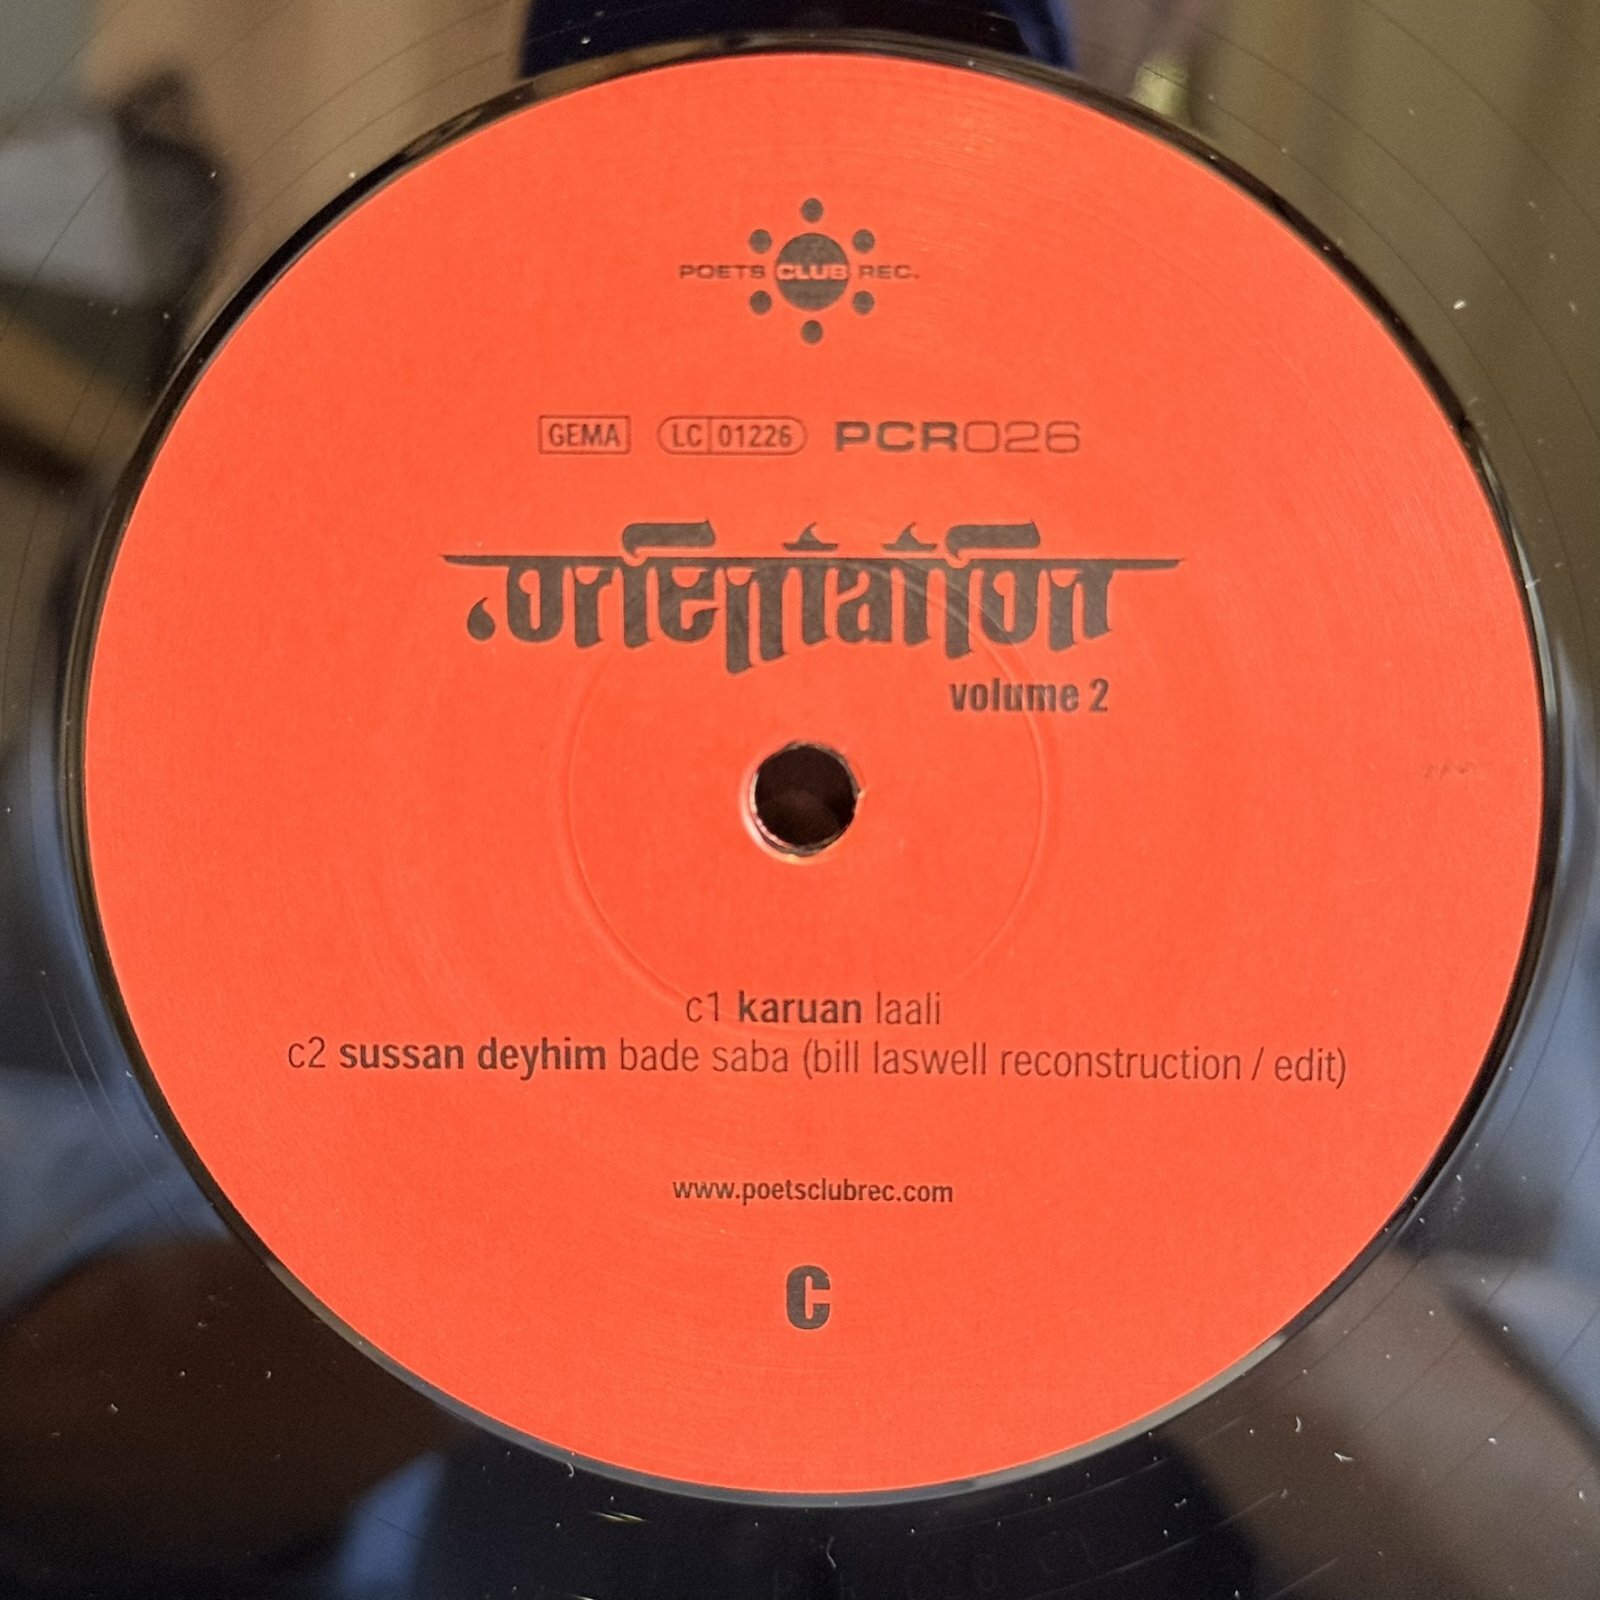 POETS CLUB REC.
GEMA LC 01226 PCR026
.orientation
volume 2
c1 karuan laali
c2 sussan deyhim bade saba (bill laswell reconstruction / edit)
www.poetsclubrec.com
C